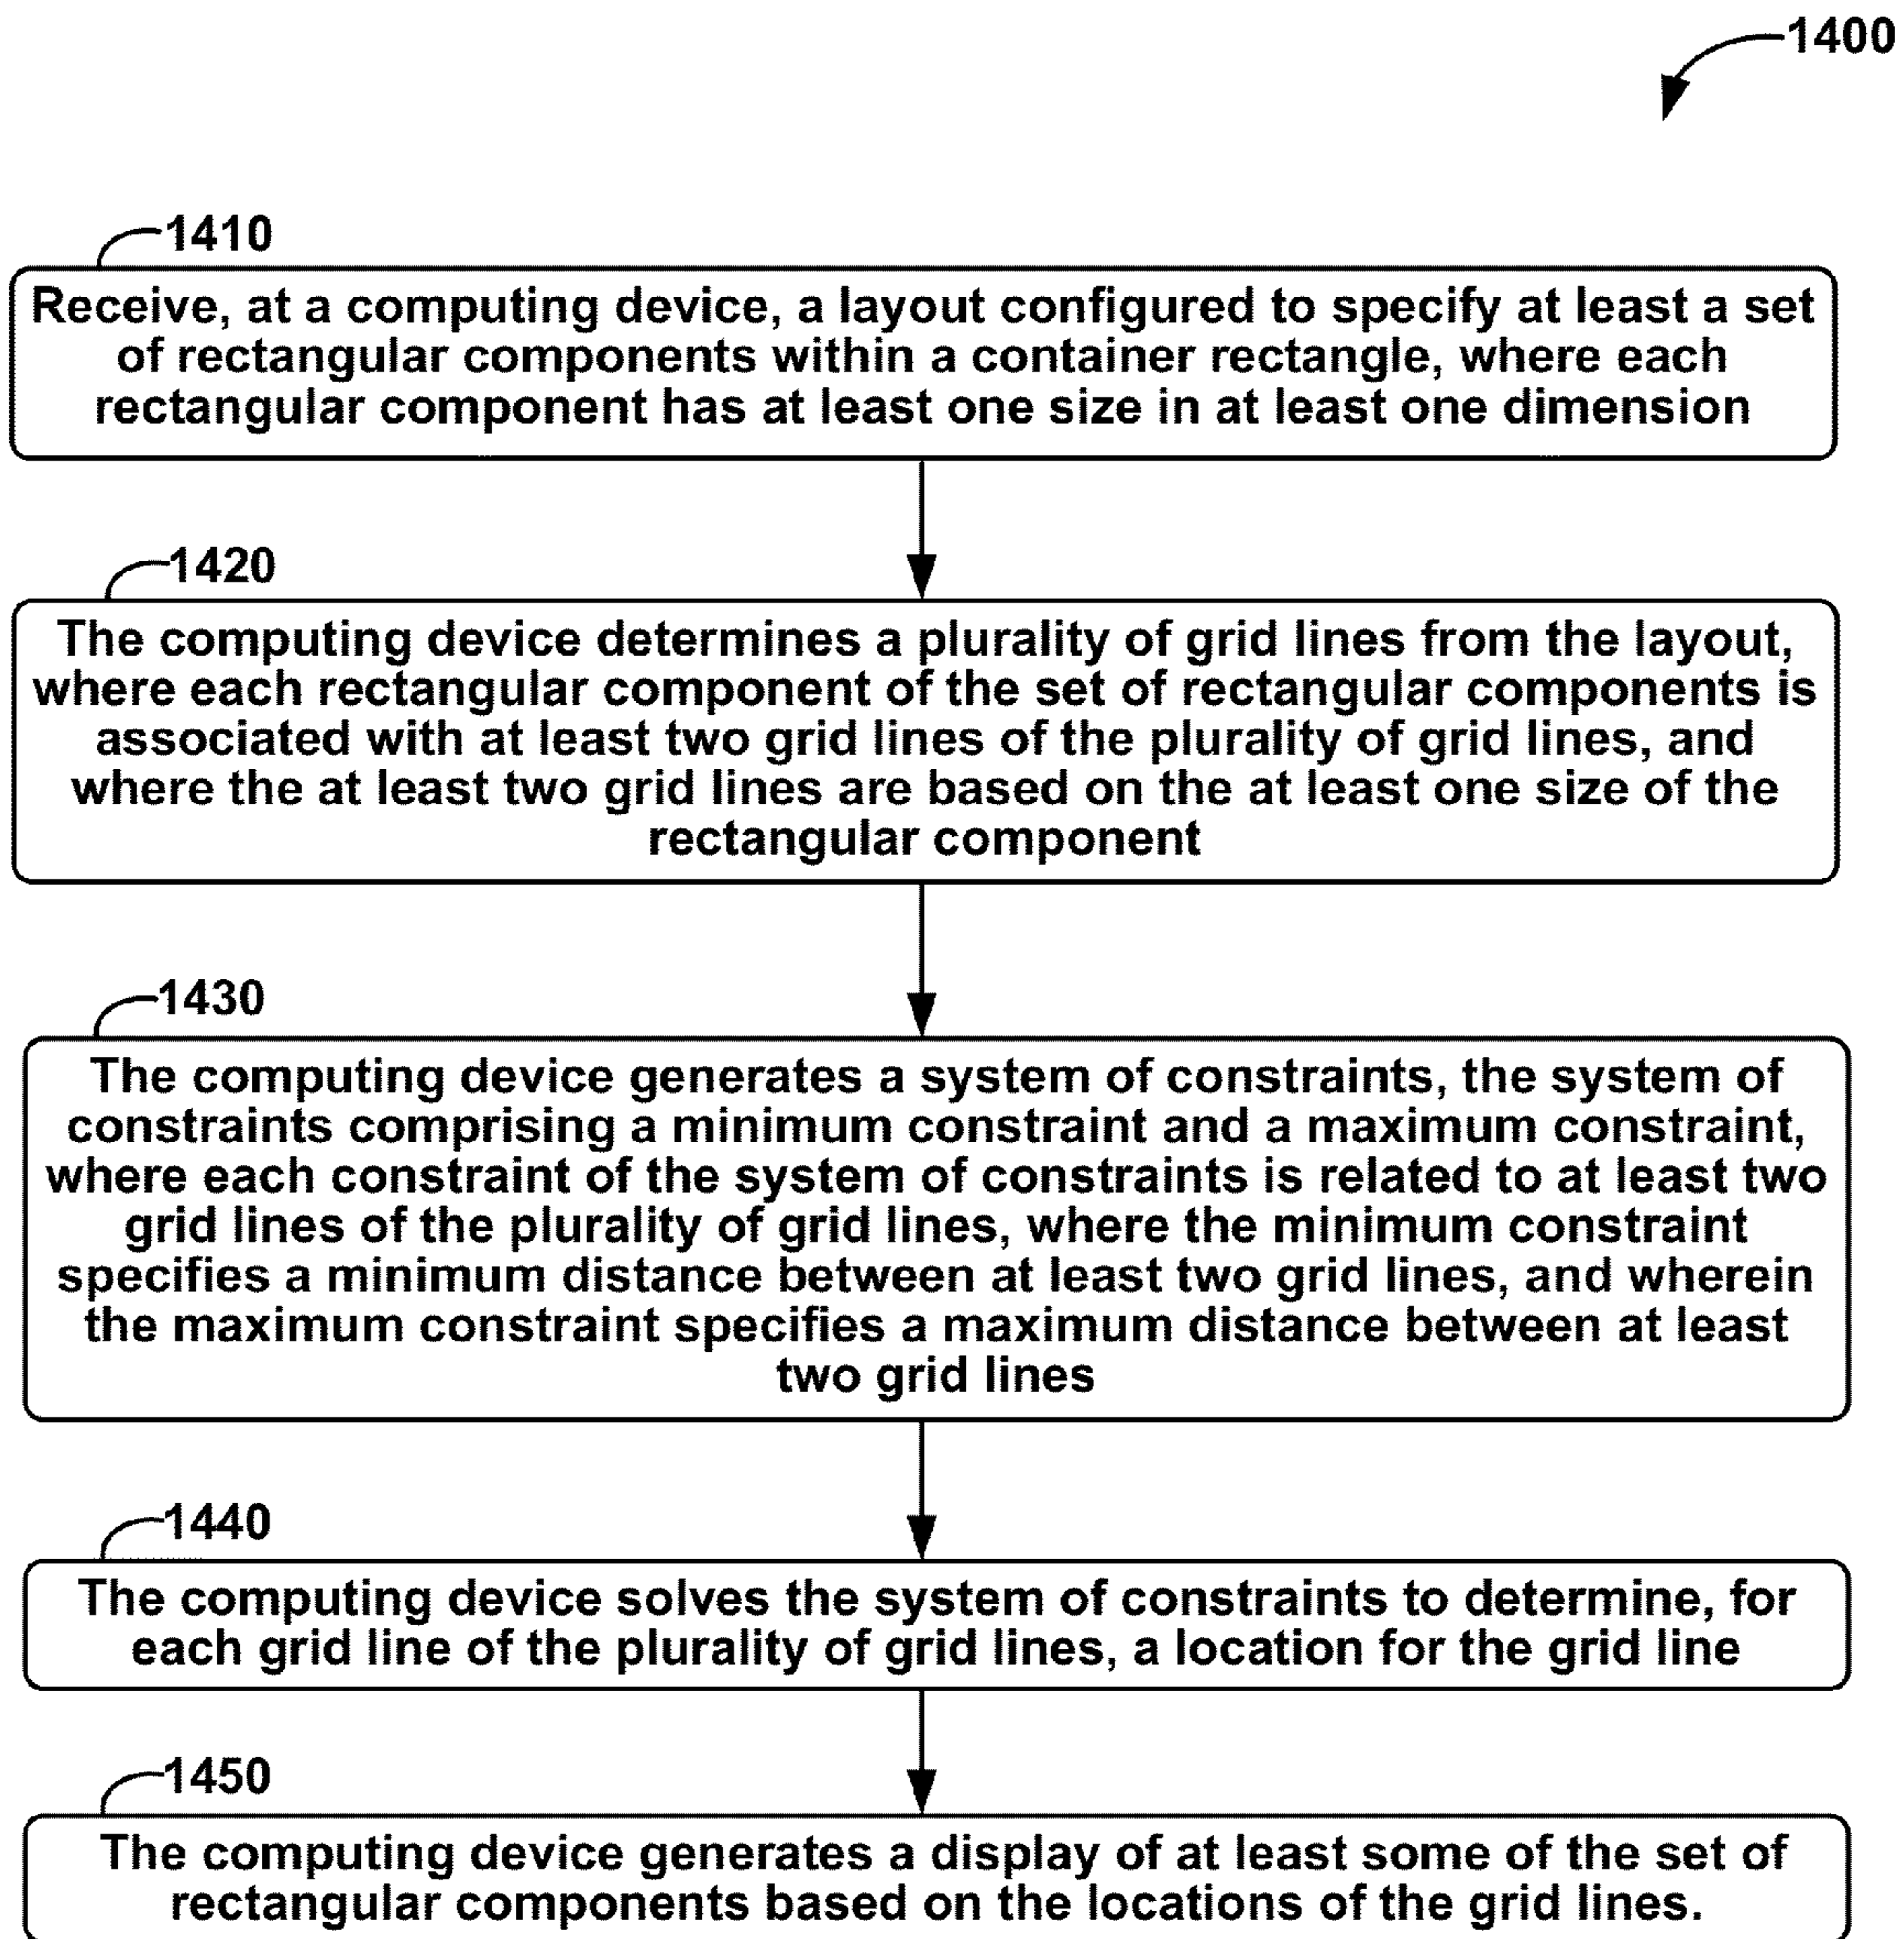 1400
1410
Receive, at a computing device, a layout configured to specify at least a set
of rectangular components within a container rectangle, where each
rectangular component has at least one size in at least one dimension
1420
The computing device determines a plurality of grid lines from the layout,
where each rectangular component of the set of rectangular components is
associated with at least two grid lines of the plurality of grid lines, and
where the at least two grid lines are based on the at least one size of the
rectangular component
1430
The computing device generates a system of constraints, the system of
constraints comprising a minimum constraint and a maximum constraint,
where each constraint of the system of constraints is related to at least two
grid lines of the plurality of grid lines, where the minimum constraint
specifies a minimum distance between at least two grid lines, and wherein
the maximum constraint specifies a maximum distance between at least
two grid lines
1440
The computing device solves the system of constraints to determine, for
each grid line of the plurality of grid lines, a location for the grid line
1450
The computing device generates a display of at least some of the set of
rectangular components based on the locations of the grid lines.